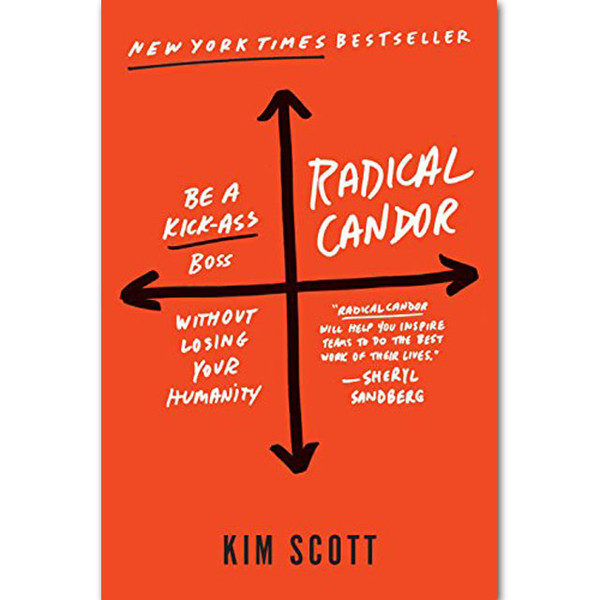 NEW YORK TIMES BESTSELLER
RADICAL
CANDOR
BE A
KICK-ASS
BOSS
WITHOUT
LOSING
YOUR
HUMANITY
"RADICAL CANDOR
WILL HELP YOU INSPIRE
TEAMS TO DO THE BEST
WORK OF THEIR LIVES."
—SHERYL
SANDBERG
KIM SCOTT